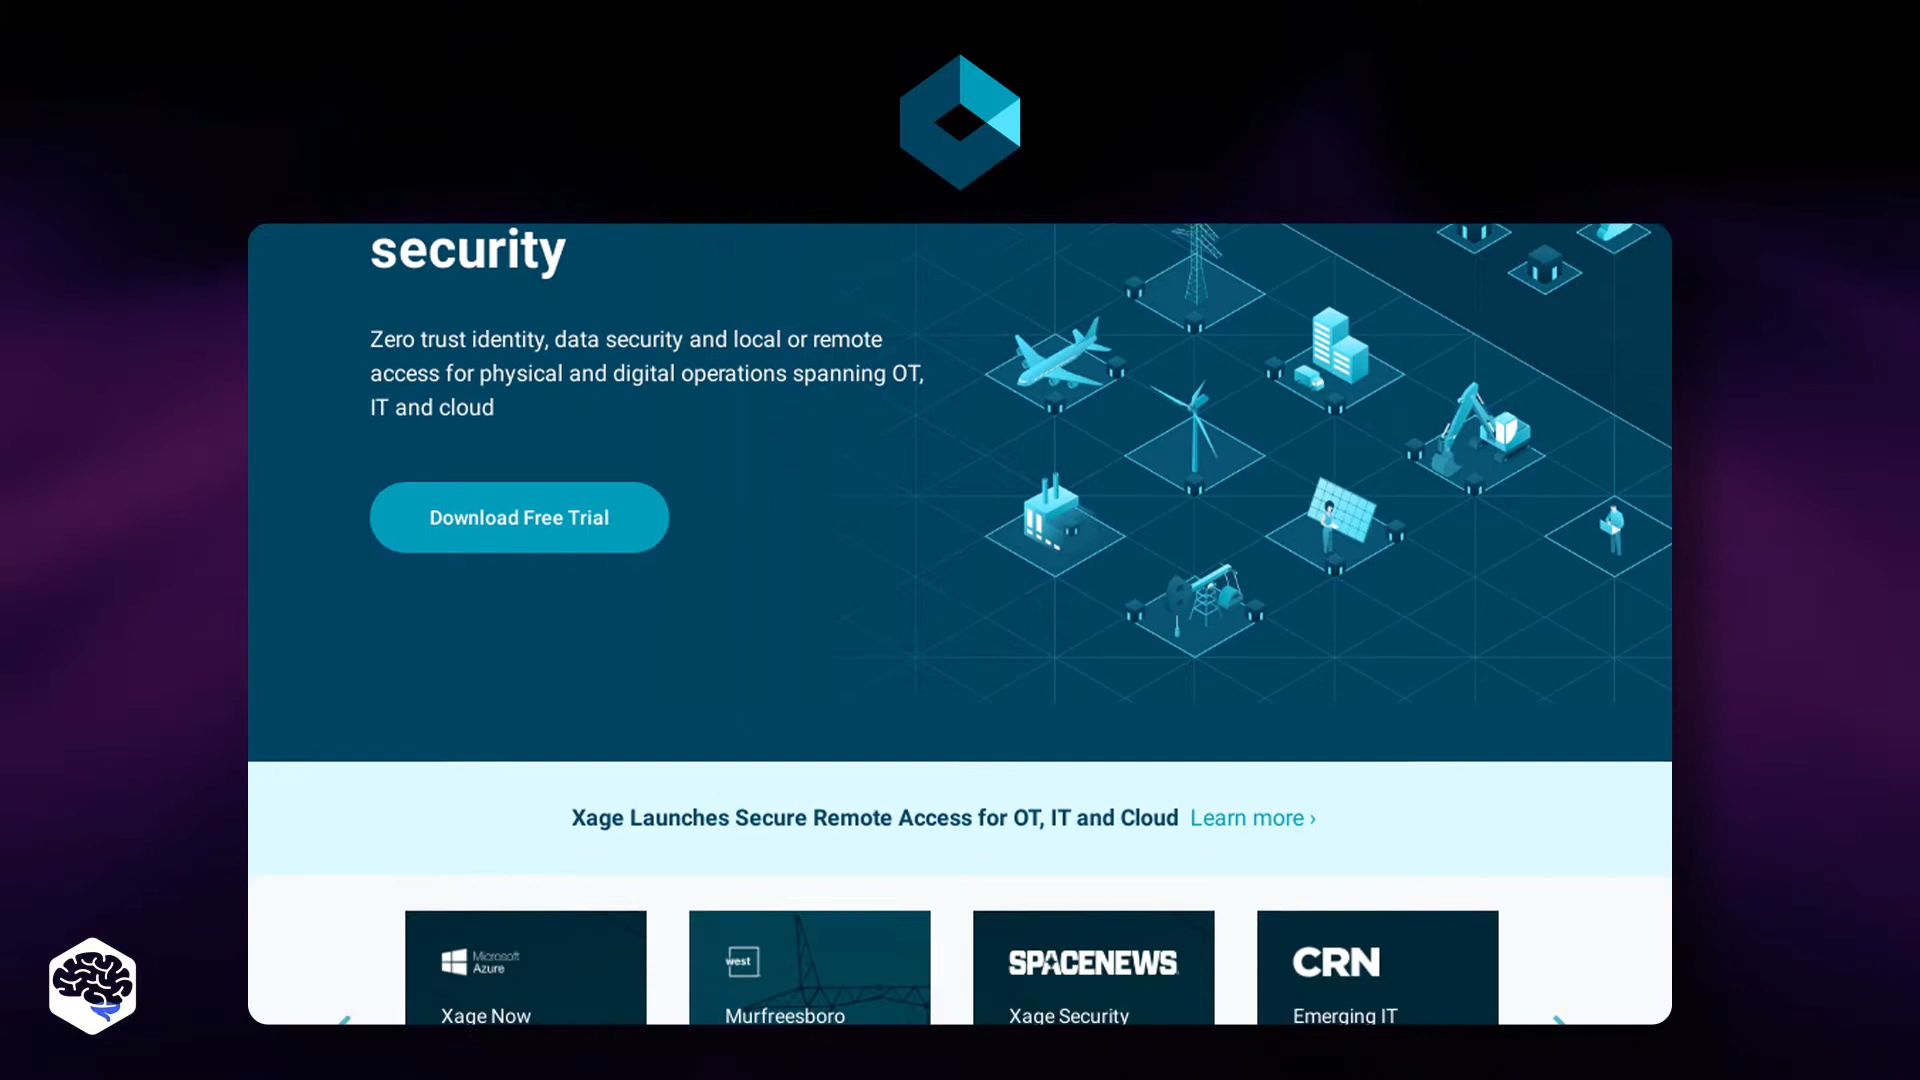 security
Zero trust identity, data security and local or remote
access for physical and digital operations spanning OT,
IT and cloud
Download Free Trial
Xage Launches Secure Remote Access for OT, IT and Cloud Learn more ›
Microsoft
Azure
west
SPACENEWS
CRN
Xage Now
Murfreesboro
Xage Security
Emerging IT